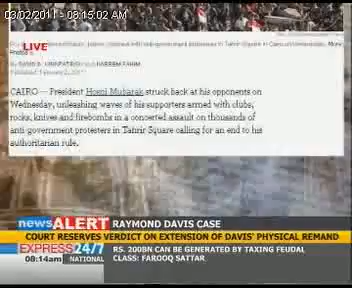 03/02/2011 - 08:15:02 AM
LIVE
CAIRO — President Hosni Mubarak struck back at his opponents on
Wednesday, unleashing waves of his supporters armed with clubs,
rocks, knives and firebombs in a concerted assault on thousands of
anti government protesters in Tahrir Square calling for an end to his
authoritarian rule.
newsALERT RAYMOND DAVIS CASE
COURT RESERVES VERDICT ON EXTENSION OF DAVIS' PHYSICAL REMAND
EXPRESS 24/7 RS. 200BN CAN BE GENERATED BY TAXING FEUDAL
08:14am NATIONAL CLASS: FAROOQ SATTAR